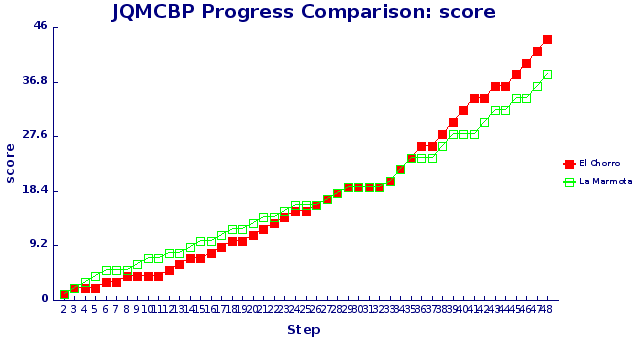 JQMCBP Progress Comparison: score
46
36.8
27.6
18.4
9.2
0
score
2 3 4 5 6 7 8 9 10 11 12 13 14 15 16 17 18 19 20 21 22 23 24 25 26 27 28 29 30 31 32 33 34 35 36 37 38 39 40 41 42 43 44 45 46 47 48
Step
El Chorro
La Marmota